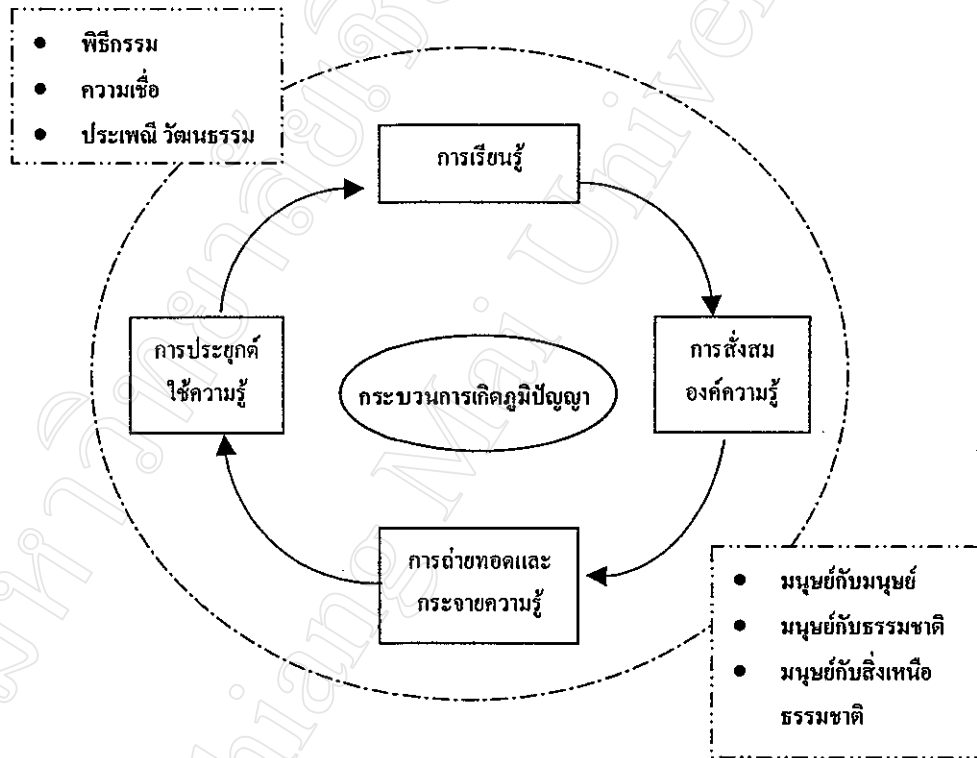 พิธีกรรม
ความเชื่อ
ประเพณี วัฒนธรรม
การเรียนรู้
การประยุกต์
ใช้ความรู้
กระบวนการเกิดภูมิปัญญา
การสั่งสม
องค์ความรู้
การถ่ายทอดและ
กระจายความรู้
มนุษย์กับมนุษย์
มนุษย์กับธรรมชาติ
มนุษย์กับสิ่งเหนือ
ธรรมชาติ
Chiang Mai Univer